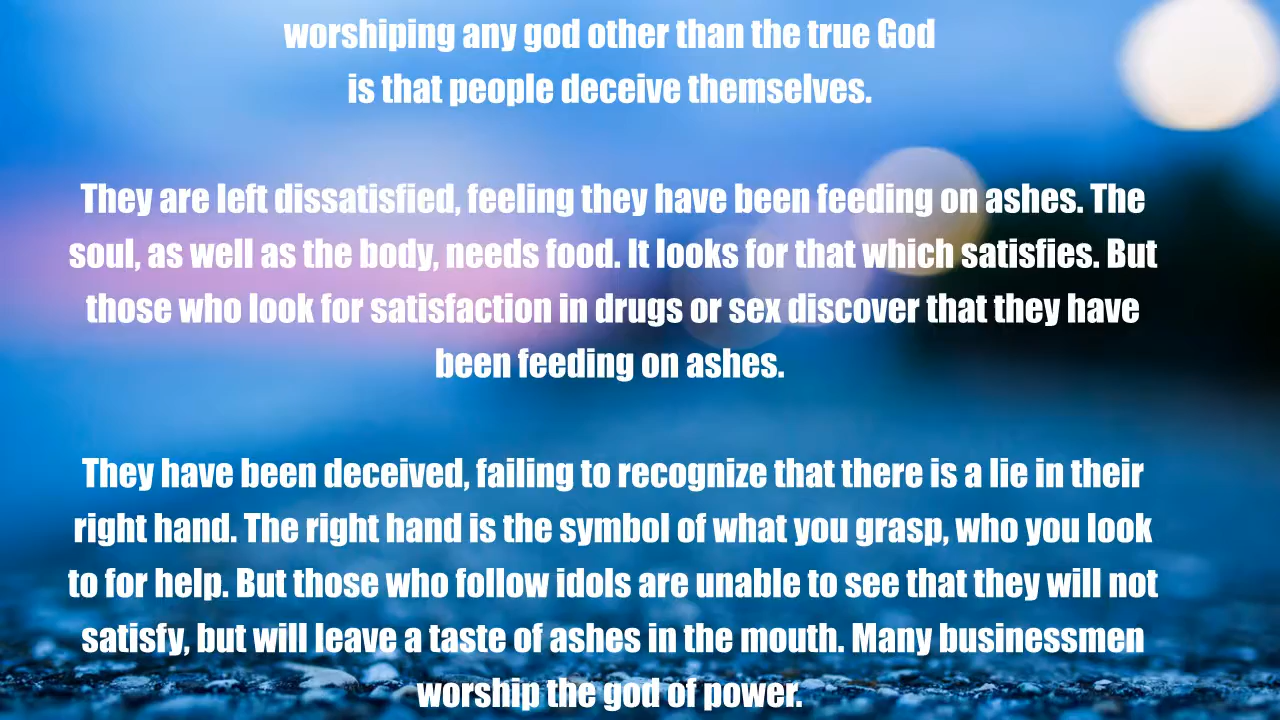 worshiping any god other than the true God
is that people deceive themselves.
They are left dissatisfied, feeling they have been feeding on ashes. The
soul, as well as the body, needs food. It looks for that which satisfies. But
those who look for satisfaction in drugs or sex discover that they have
been feeding on ashes.
They have been deceived, failing to recognize that there is a lie in their
right hand. The right hand is the symbol of what you grasp, who you look
to for help. But those who follow idols are unable to see that they will not
satisfy, but will leave a taste of ashes in the mouth. Many businessmen
worship the god of power.